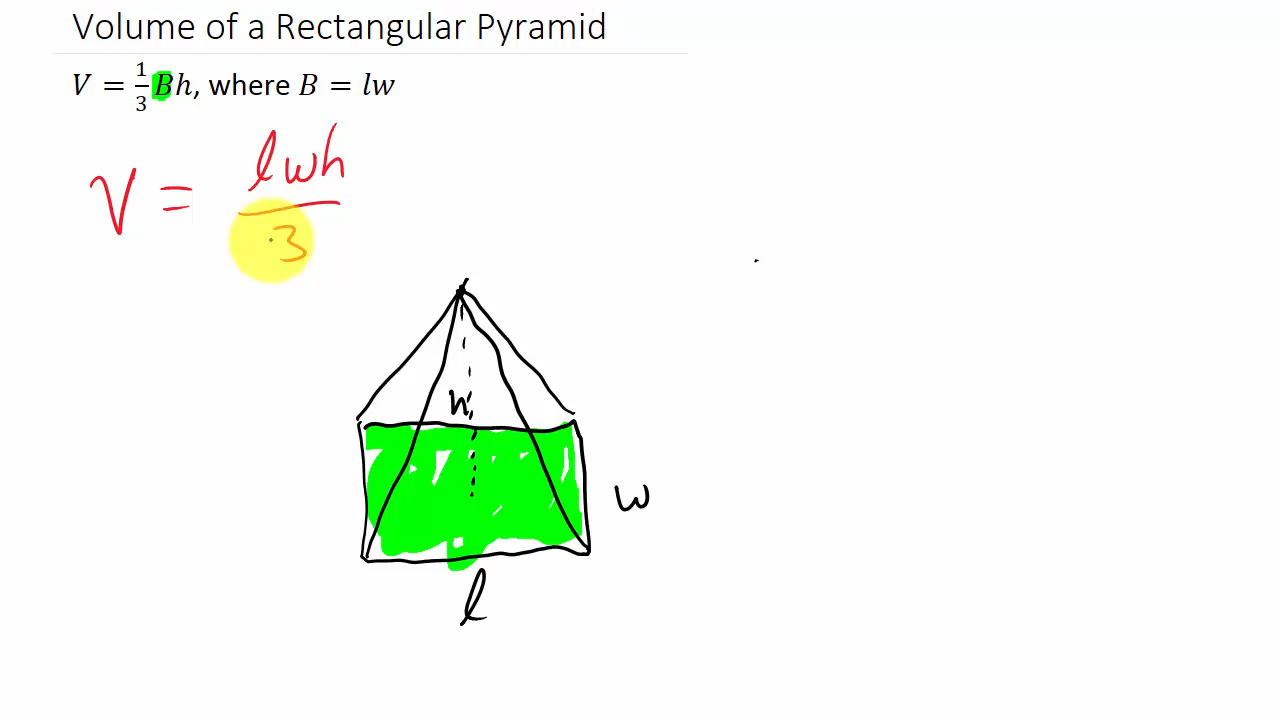 Volume of a Rectangular Pyramid
V = 1/3 Bh, where B = lw
V = lwh/3
h
w
l